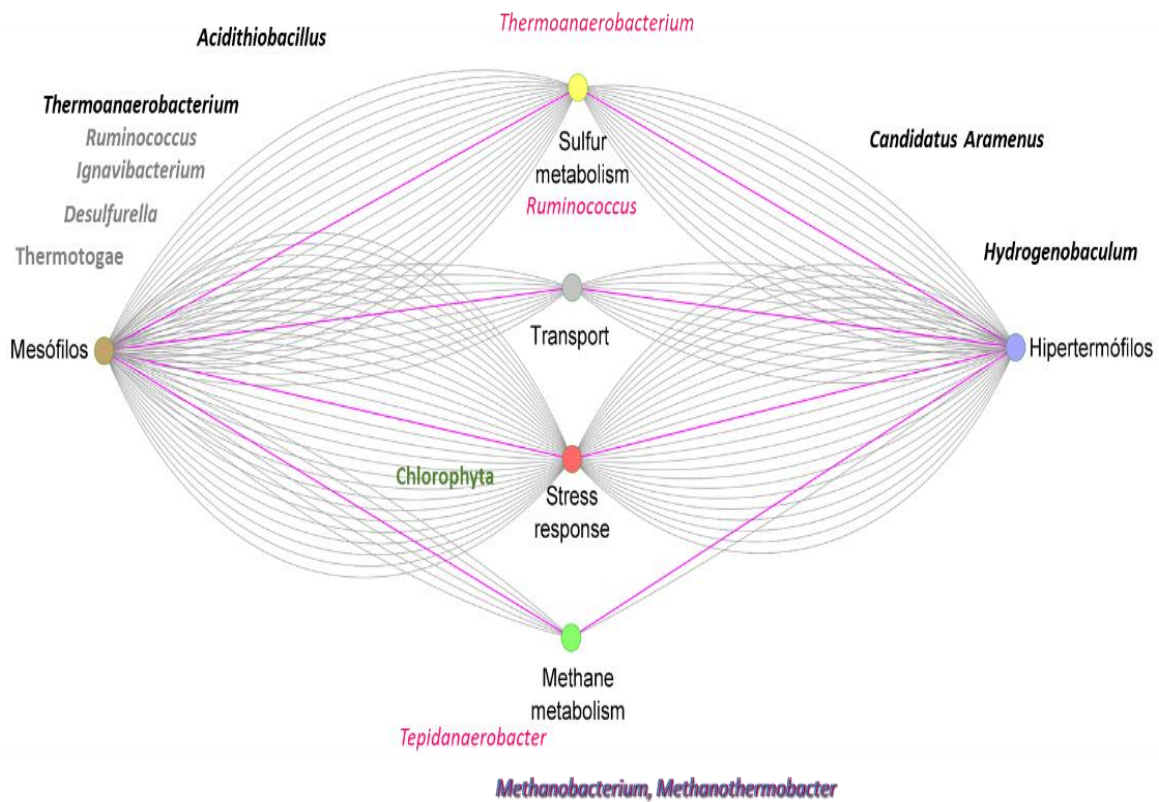 Thermoanaerobacterium
Acidithiobacillus
Thermoanaerobacterium
Ruminococcus
Ignavibacterium
Desulfurella
Thermotogae
Mesófilos
Sulfur
metabolism
Ruminococcus
Transport
Chlorophyta
Stress
response
Methane
metabolism
Tepidanaerobacter
Methanobacterium, Methanothermobacter
Candidatus Aramenus
Hydrogenobaculum
Hipertermófilos